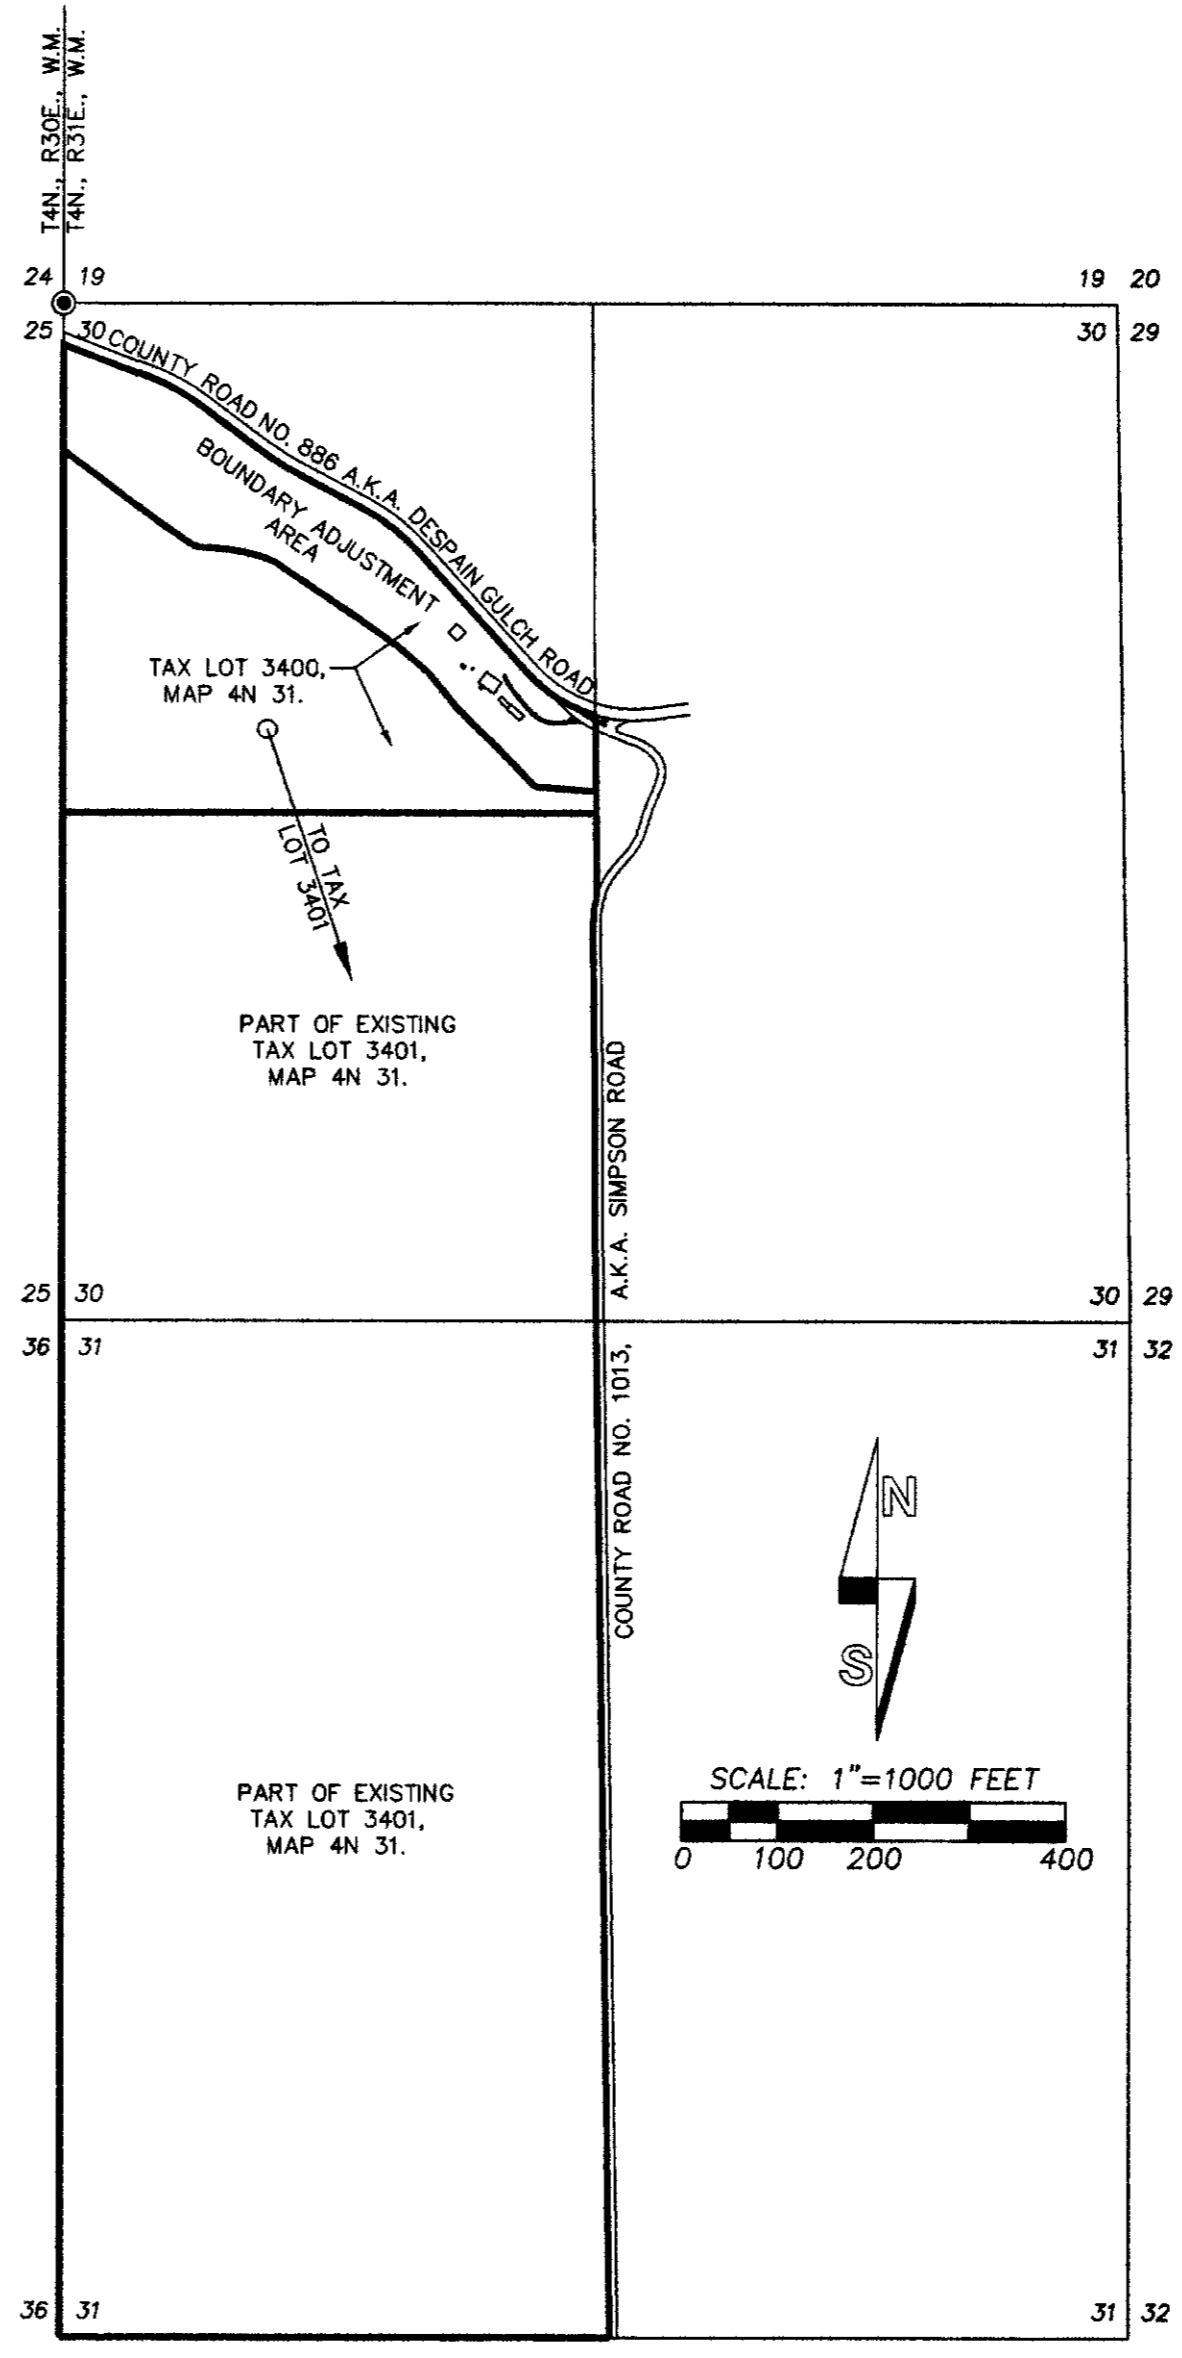 T4N., R30E., W.M.
T4N., R31E., W.M.
24 19
19 20
25 30
30 29
COUNTY ROAD NO. 886 A.K.A. DESPAIN GULCH ROAD
BOUNDARY ADJUSTMENT
AREA
TAX LOT 3400,
MAP 4N 31.
TO TAX
LOT 3401
PART OF EXISTING
TAX LOT 3401,
MAP 4N 31.
COUNTY ROAD NO. 1013, A.K.A. SIMPSON ROAD
25 30
30 29
36 31
31 32
N
S
SCALE: 1"=1000 FEET
0 100 200 400
PART OF EXISTING
TAX LOT 3401,
MAP 4N 31.
36 31
31 32